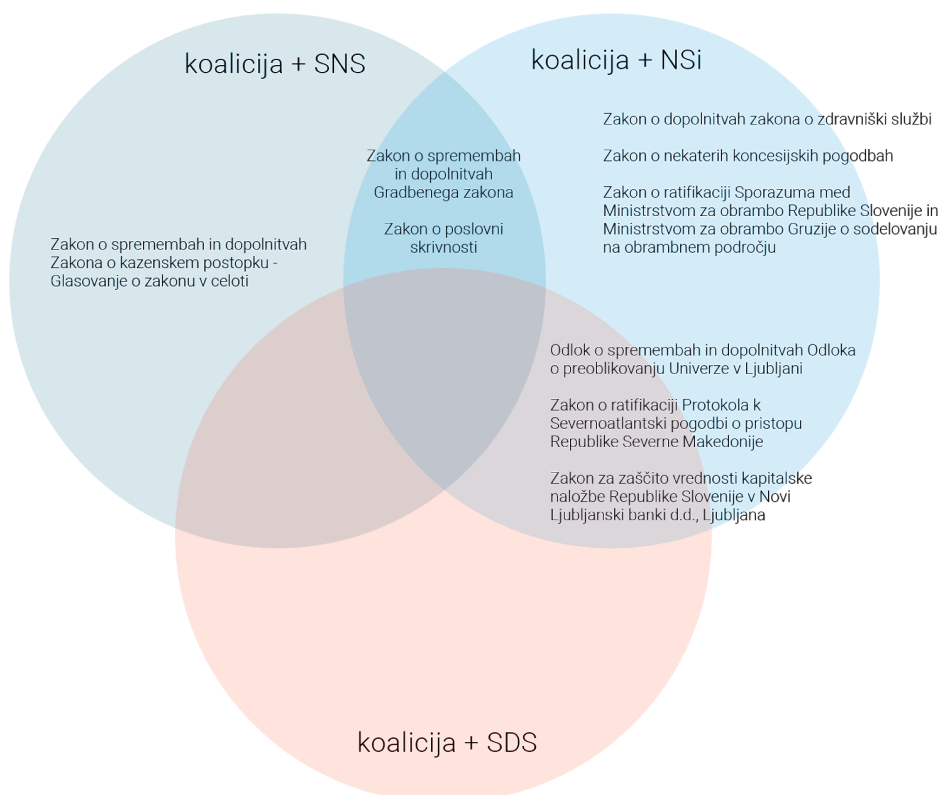 koalicija + SNS
koalicija + NSi
Zakon o dopolnitvah zakona o zdravniški službi
Zakon o nekaterih koncesijskih pogodbah
Zakon o ratifikaciji Sporazuma med
Ministrstvom za obrambo Republike Slovenije in
Ministrstvom za obrambo Gruzije o sodelovanju
na obrambnem področju
Zakon o spremembah
in dopolnitvah
Gradbenega zakona
Zakon o poslovni
skrivnosti
Zakon o spremembah in dopolnitvah
Zakona o kazenskem postopku -
Glasovanje o zakonu v celoti
Odlok o spremembah in dopolnitvah Odloka
o preoblikovanju Univerze v Ljubljani
Zakon o ratifikaciji Protokola k
Severnoatlantski pogodbi o pristopu
Republike Severne Makedonije
Zakon za zaščito vrednosti kapitalske
naložbe Republike Slovenije v Novi
Ljubljanski banki d.d., Ljubljana
koalicija + SDS